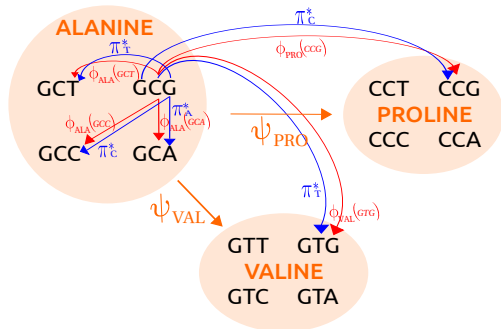 π*C
ALANINE
π*T
ϕPRO(CCG)
ϕALA(GCT)
GCT GCG
CCT CCG
π*A
ϕALA(GCC)
ϕALA(GCA)
PROLINE
ψPRO
CCC CCA
GCC GCA
π*C
π*T
ψVAL
ϕVAL(GTG)
GTT GTG
VALINE
GTC GTA